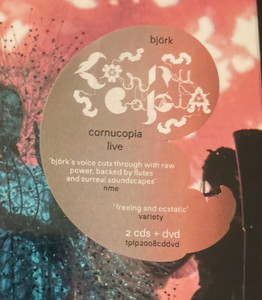 björk
Cornucopia
cornucopia
live
'björk's voice cuts through with raw
power, backed by flutes
and surreal soundscapes'
nme
'freeing and ecstatic'
variety
2 cds + dvd
tplp2008cddvd